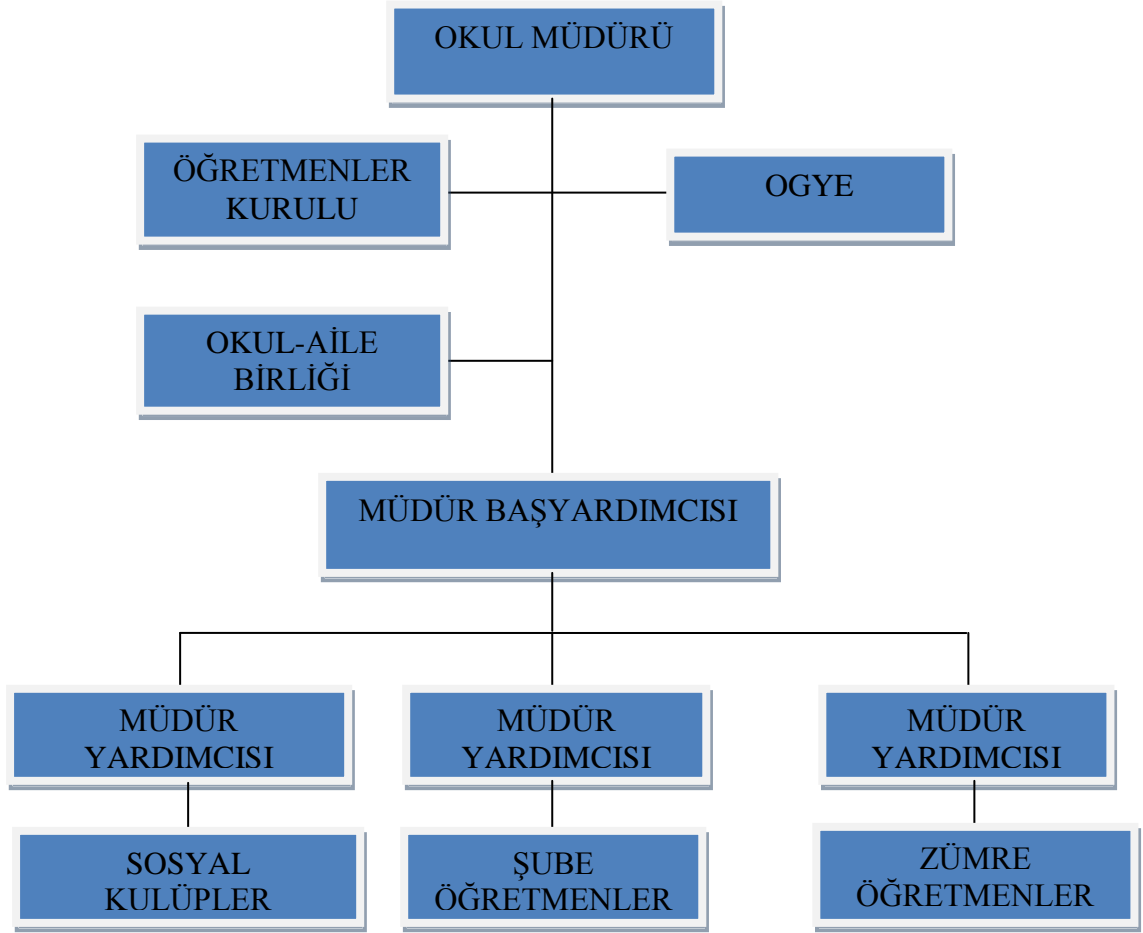 OKUL MÜDÜRÜ
ÖĞRETMENLER
KURULU
OGYE
OKUL-AİLE
BİRLİĞİ
MÜDÜR BAŞYARDIMCISI
MÜDÜR
YARDIMCISI
MÜDÜR
YARDIMCISI
MÜDÜR
YARDIMCISI
SOSYAL
KULÜPLER
ŞUBE
ÖĞRETMENLER
ZÜMRE
ÖĞRETMENLER